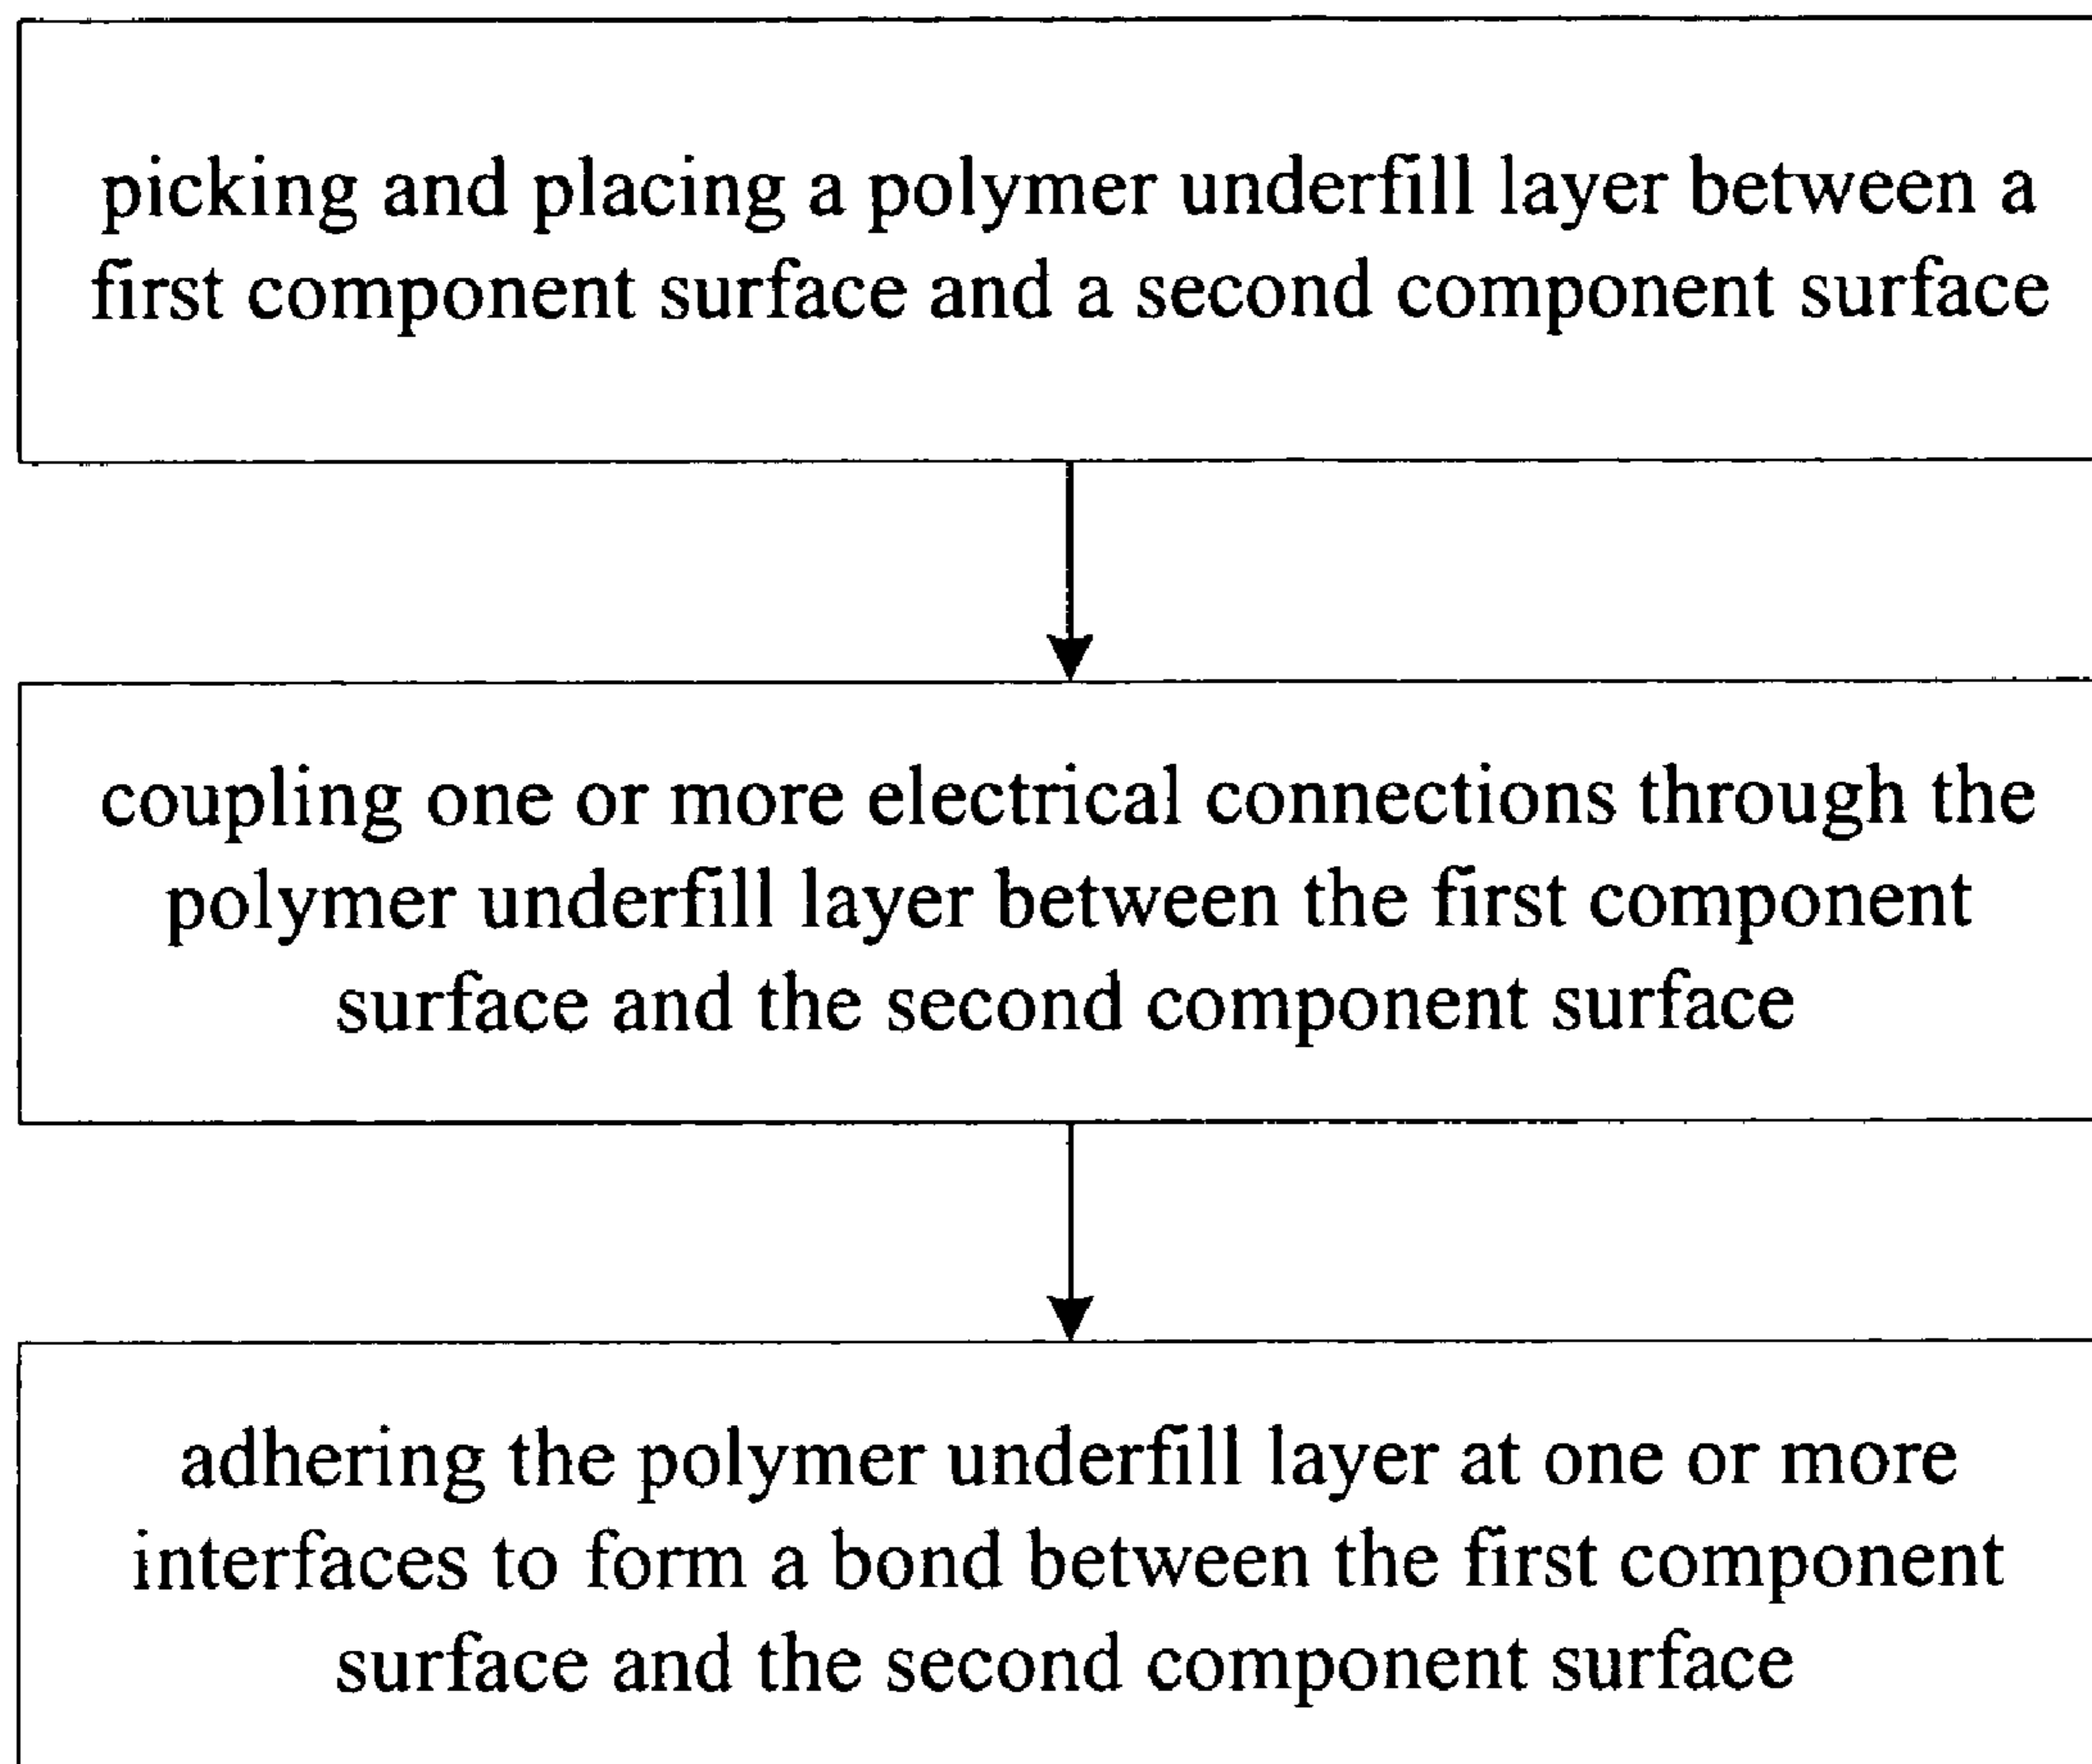 picking and placing a polymer underfill layer between a
first component surface and a second component surface
coupling one or more electrical connections through the
polymer underfill layer between the first component
surface and the second component surface
adhering the polymer underfill layer at one or more
interfaces to form a bond between the first component
surface and the second component surface